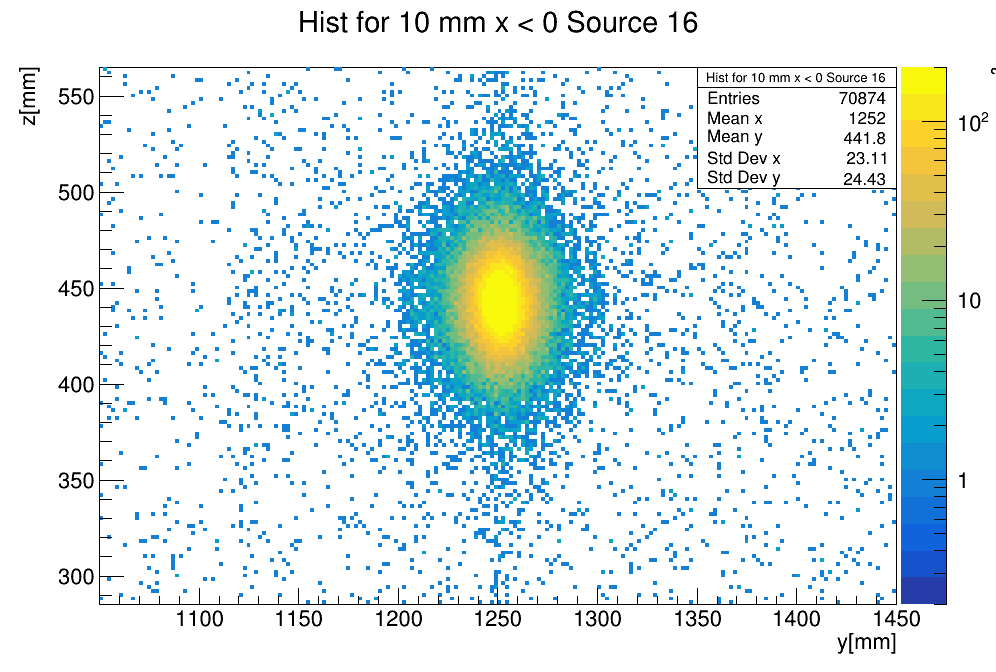 Hist for 10 mm x < 0 Source 16
z[mm]
Hist for 10 mm x < 0 Source 16
Entries 70874
Mean x 1252
Mean y 441.8
Std Dev x 23.11
Std Dev y 24.43
550
500
450
400
350
300
10²
10
1
1100 1150 1200 1250 1300 1350 1400 1450
y[mm]